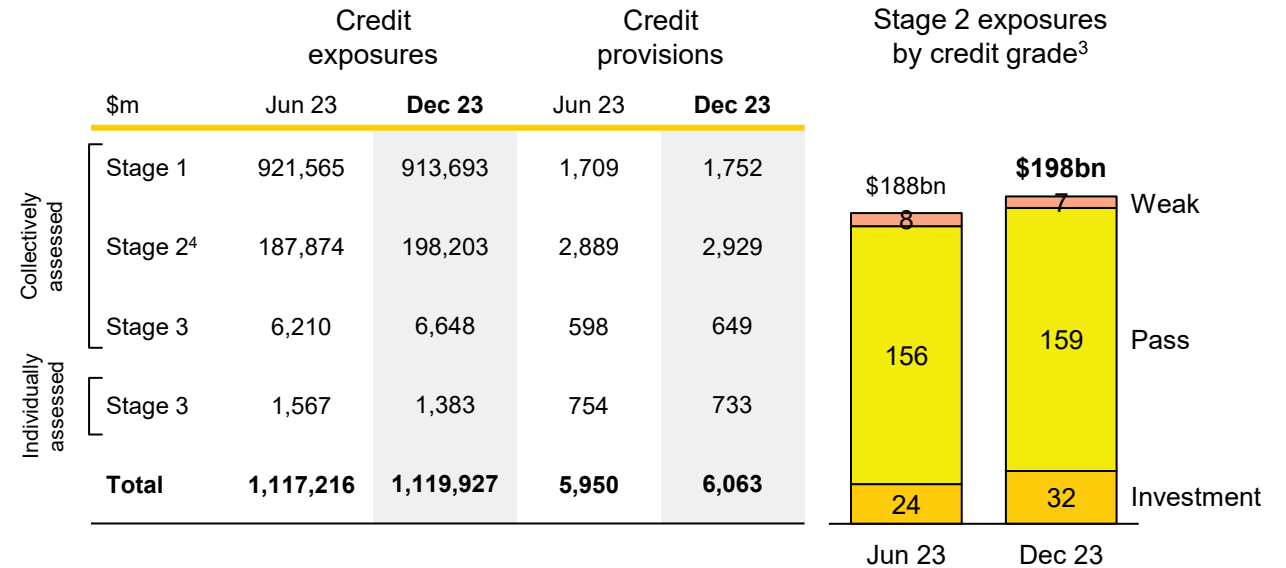 Credit exposures
Credit provisions
$m Jun 23 Dec 23 Jun 23 Dec 23
Collectively assessed
Stage 1 921,565 913,693 1,709 1,752
Stage 2⁴ 187,874 198,203 2,889 2,929
Stage 3 6,210 6,648 598 649
Individually assessed
Stage 3 1,567 1,383 754 733
Total 1,117,216 1,119,927 5,950 6,063
Stage 2 exposures
by credit grade³
$188bn $198bn
8 7 Weak
156 159 Pass
24 32 Investment
Jun 23 Dec 23